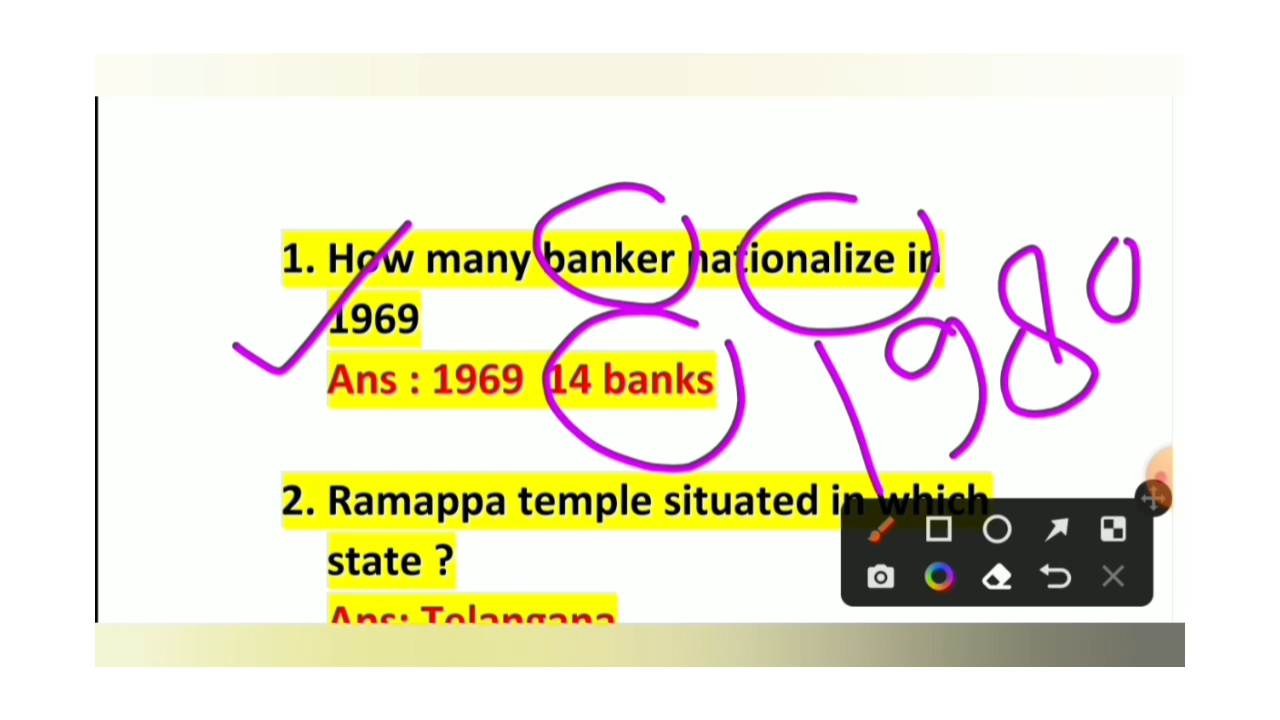 1. How many banker nationalize in
1969
Ans : 1969 14 banks
1980
2. Ramappa temple situated in which
state ?
Ans: Telangana